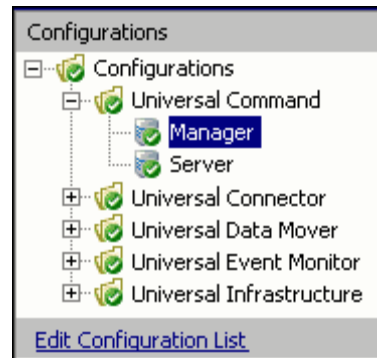 Configurations
Configurations
Universal Command
Manager
Server
Universal Connector
Universal Data Mover
Universal Event Monitor
Universal Infrastructure
Edit Configuration List